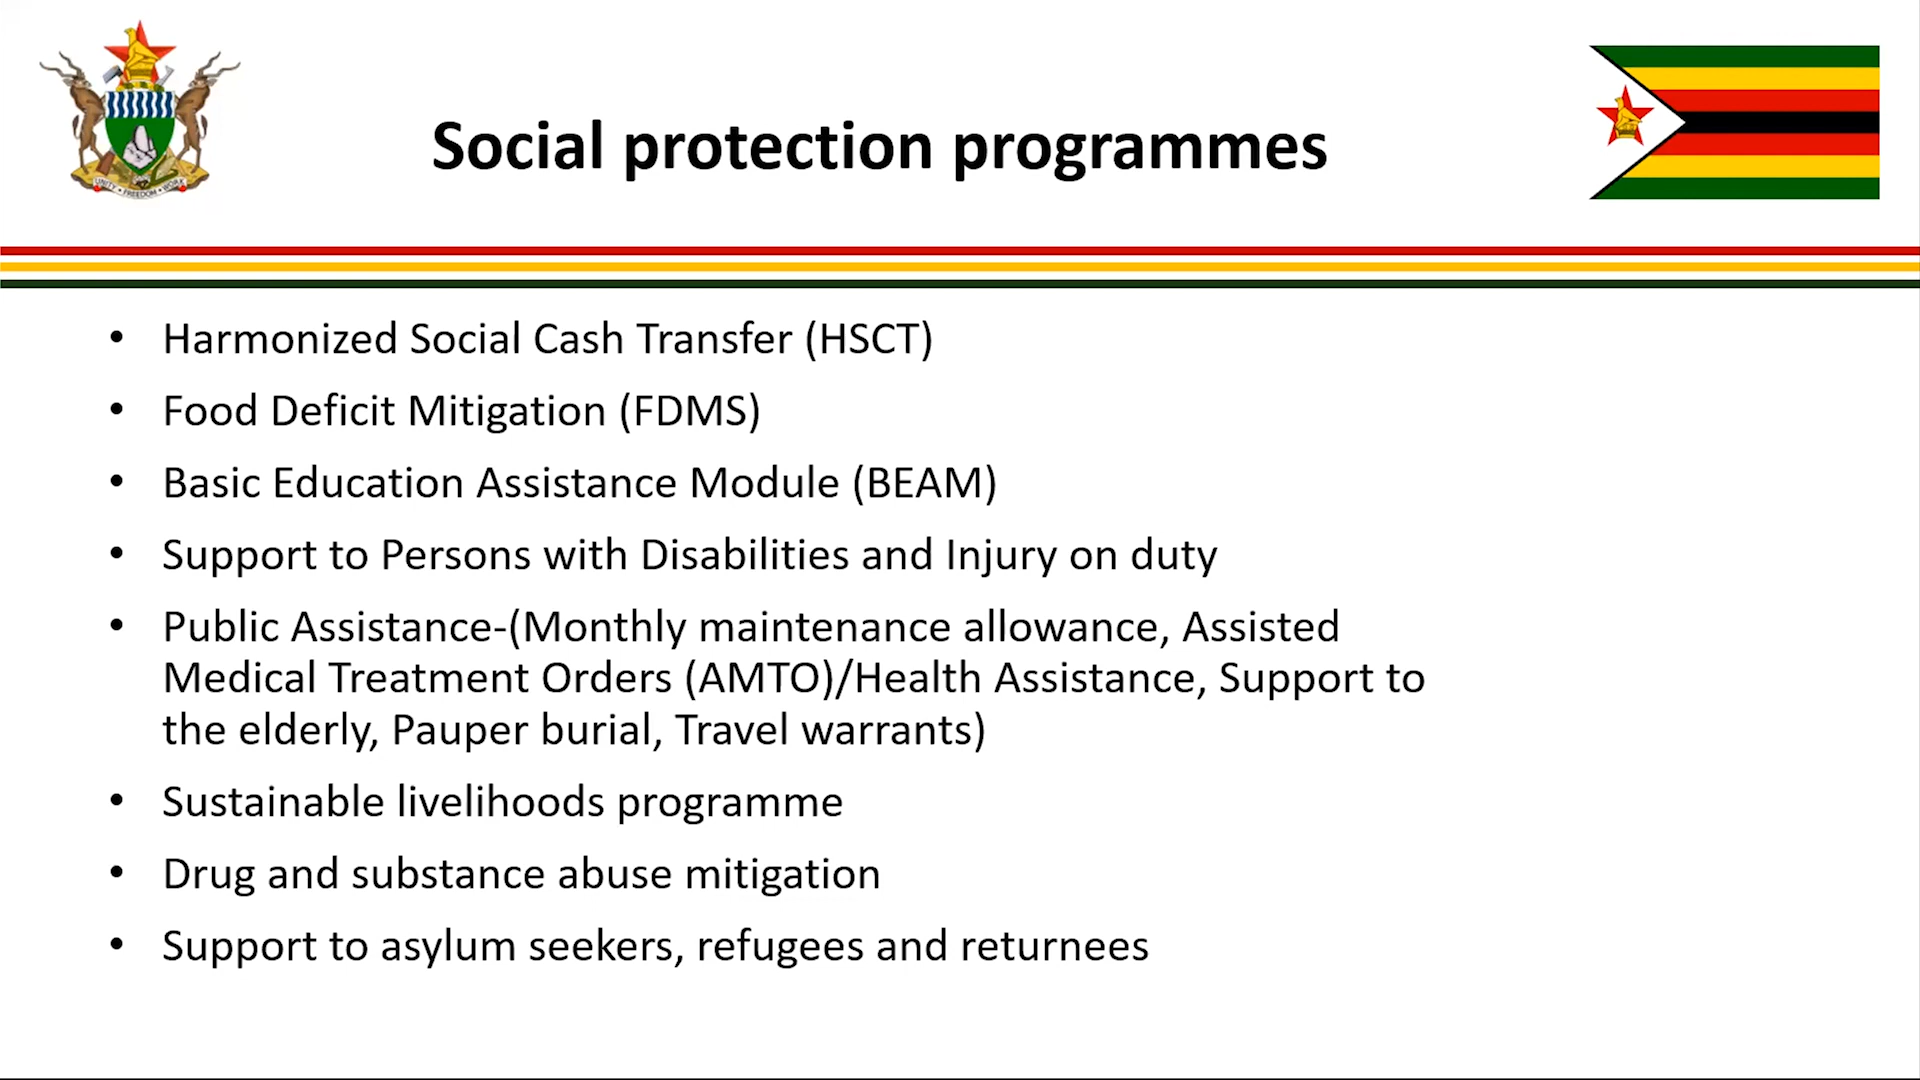 Social protection programmes
UNITY • FREEDOM • WORK
• Harmonized Social Cash Transfer (HSCT)
• Food Deficit Mitigation (FDMS)
• Basic Education Assistance Module (BEAM)
• Support to Persons with Disabilities and Injury on duty
• Public Assistance-(Monthly maintenance allowance, Assisted
Medical Treatment Orders (AMTO)/Health Assistance, Support to
the elderly, Pauper burial, Travel warrants)
• Sustainable livelihoods programme
• Drug and substance abuse mitigation
• Support to asylum seekers, refugees and returnees